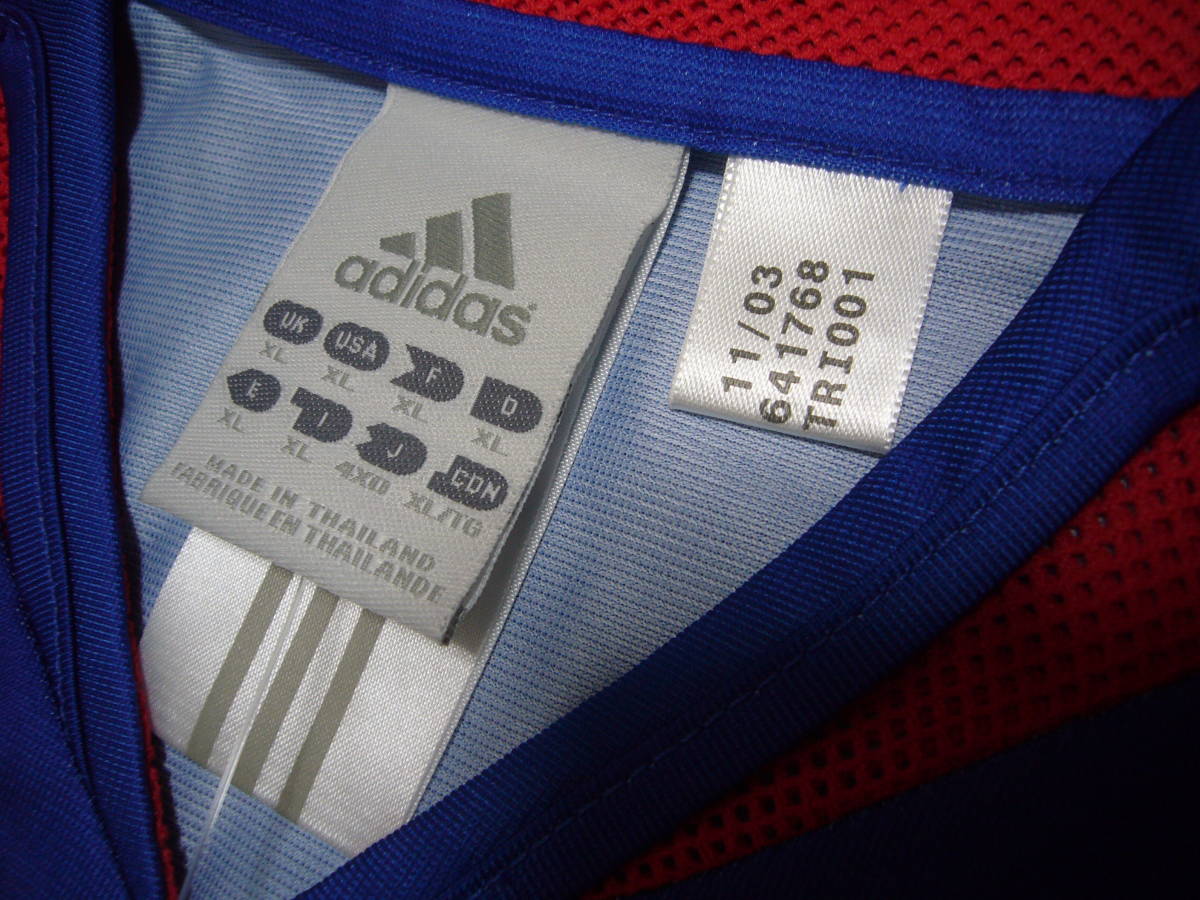 adidas
UK USA F D
XL XL XL XL
E I J CDN
XL XL 4XO XL/TG
MADE IN THAILAND
FABRIQUE EN THAILANDE
11/03
641768
TRI001